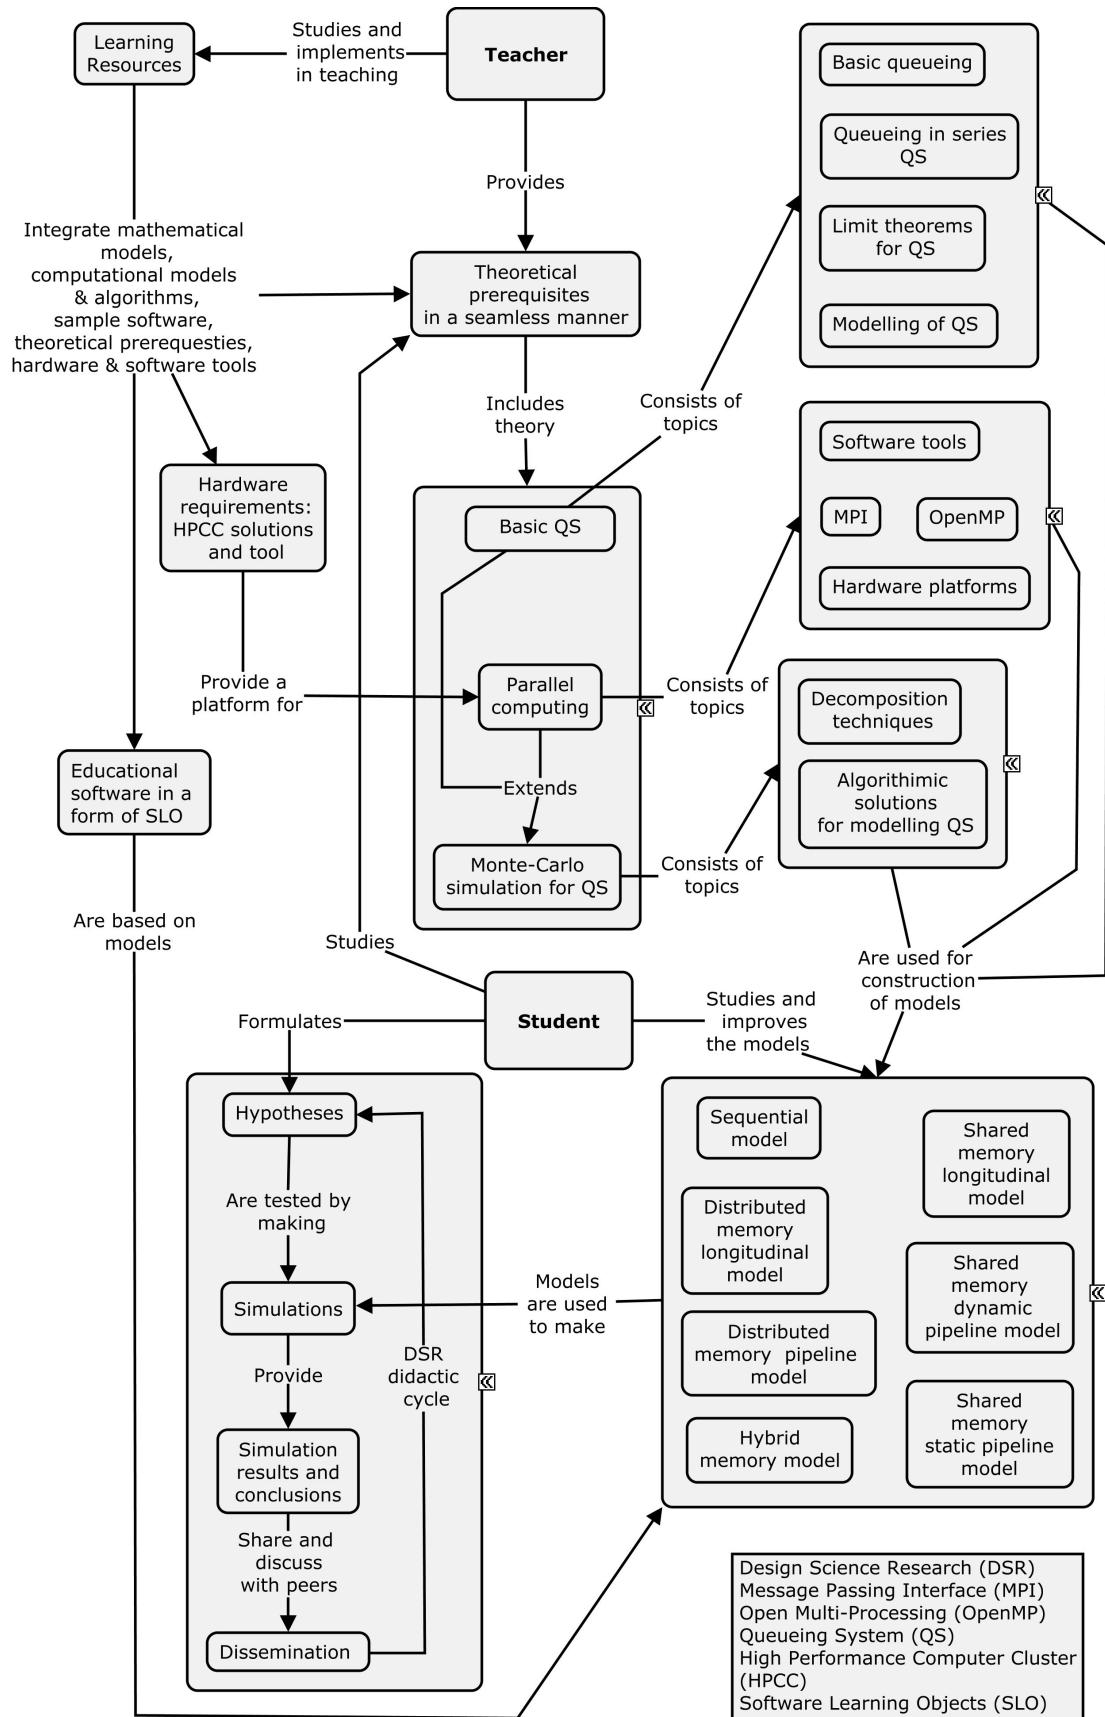 Learning
Resources
Studies and
implements
in teaching
Teacher
Provides
Integrate mathematical
models,
computational models
& algorithms,
sample software,
theoretical prerequesties,
hardware & software tools
Theoretical
prerequisites
in a seamless manner
Includes
theory
Hardware
requirements:
HPCC solutions
and tool
Provide a
platform for
Basic QS
Parallel
computing
Extends
Monte-Carlo
simulation for QS
Consists of
topics
Consists of
topics
Consists of
topics
Basic queueing
Queueing in series
QS
Limit theorems
for QS
Modelling of QS
Software tools
MPI
OpenMP
Hardware platforms
Decomposition
techniques
Algorithimic
solutions
for modelling QS
Educational
software in a
form of SLO
Are based on
models
Studies
Student
Formulates
Studies and
improves
the models
Are used for
construction
of models
Hypotheses
Are tested by
making
Simulations
Provide
Simulation
results and
conclusions
Share and
discuss
with peers
Dissemination
DSR
didactic
cycle
Models
are used
to make
Sequential
model
Distributed
memory
longitudinal
model
Distributed
memory pipeline
model
Hybrid
memory model
Shared
memory
longitudinal
model
Shared
memory
dynamic
pipeline model
Shared
memory
static pipeline
model
Design Science Research (DSR)
Message Passing Interface (MPI)
Open Multi-Processing (OpenMP)
Queueing System (QS)
High Performance Computer Cluster
(HPCC)
Software Learning Objects (SLO)